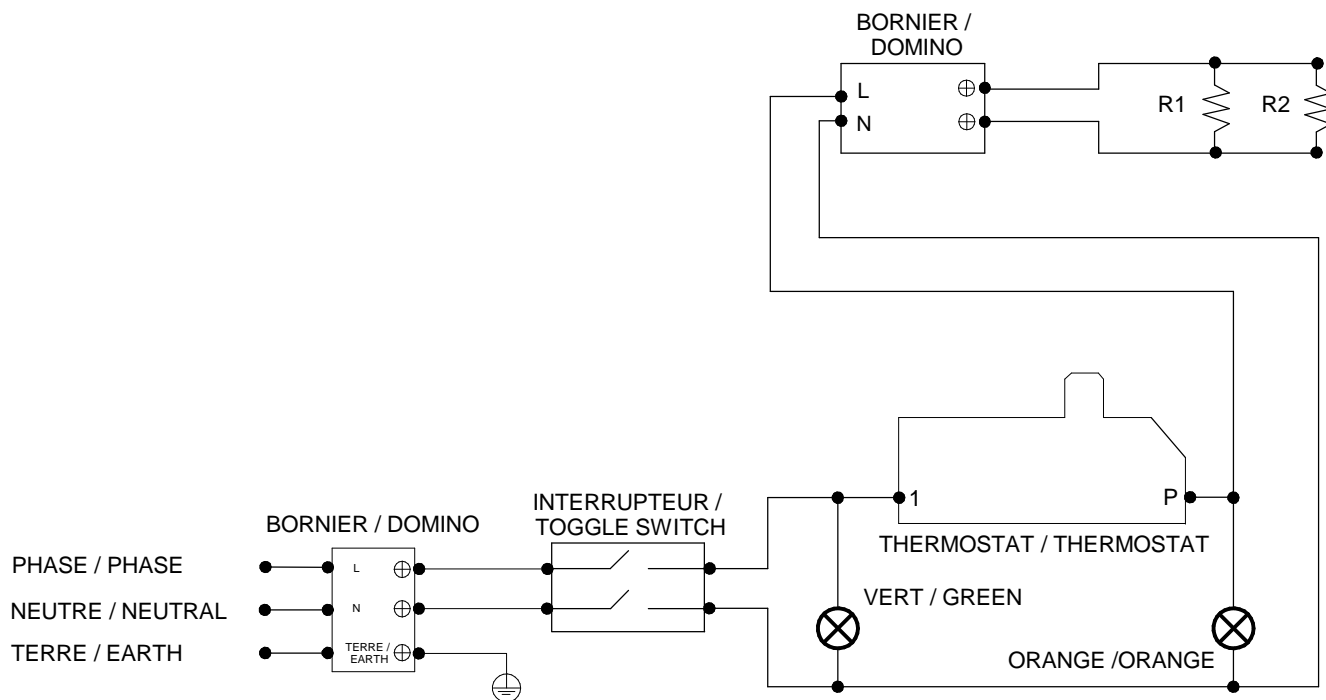 BORNIER /
DOMINO
L
N
R1
R2
1
P
THERMOSTAT / THERMOSTAT
INTERRUPTEUR /
TOGGLE SWITCH
BORNIER / DOMINO
PHASE / PHASE
L
NEUTRE / NEUTRAL
N
TERRE / EARTH
TERRE /
EARTH
VERT / GREEN
ORANGE /ORANGE